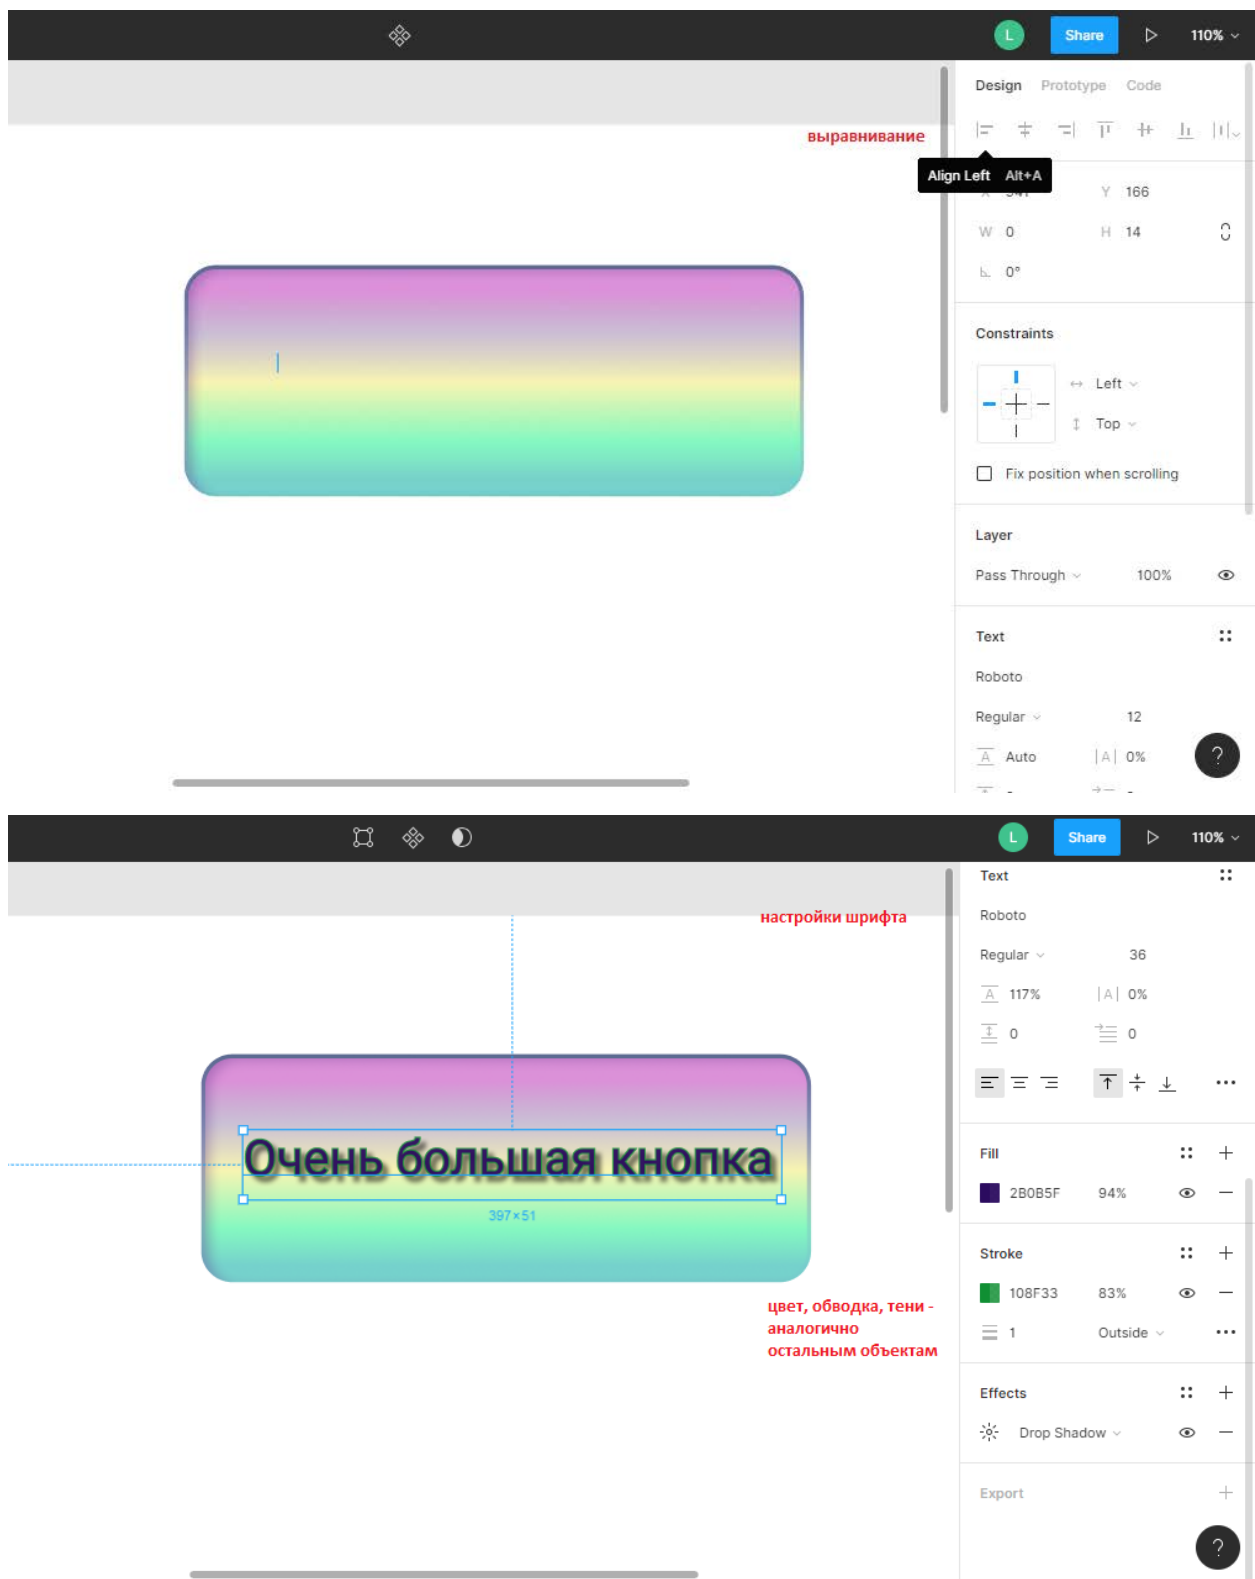 L Share 110%
Design Prototype Code
выравнивание
Align Left Alt+A
Y 166
W 0 H 14
0°
Constraints
Left
Top
Fix position when scrolling
Layer
Pass Through 100%
Text
Roboto
Regular 12
A Auto |A| 0%
?
L Share 110%
Text
настройки шрифта
Roboto
Regular 36
A 117% |A| 0%
0 0
Fill
Очень большая кнопка
2B0B5F 94%
397×51
Stroke
108F33 83%
цвет, обводка, тени -
аналогично
остальным объектам
1 Outside
Effects
Drop Shadow
Export
?